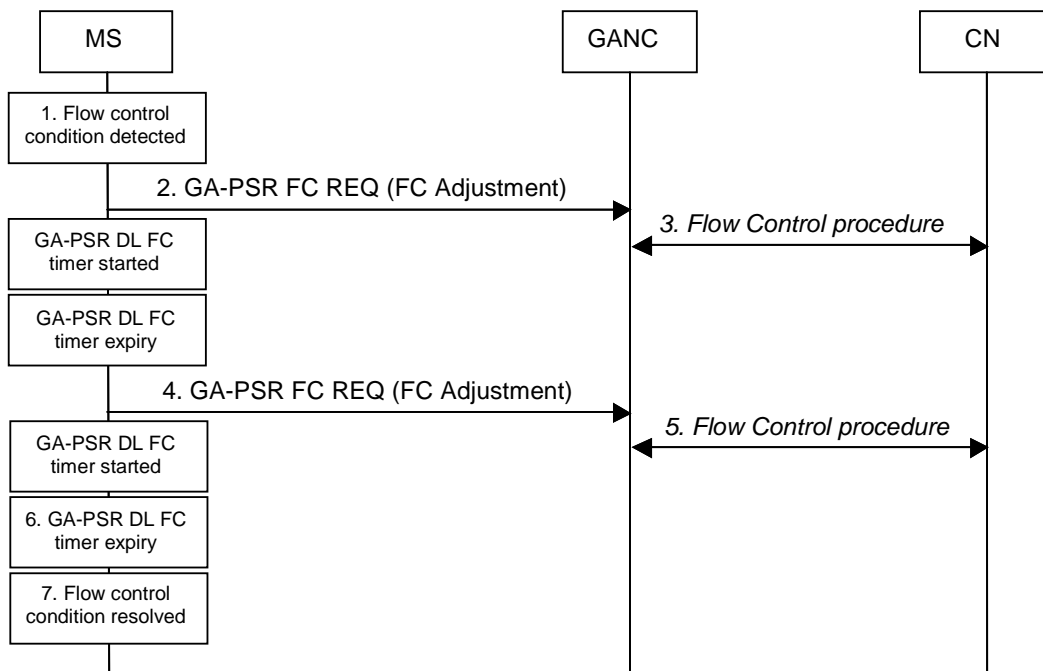 MS
GANC
CN
1. Flow control
condition detected
2. GA-PSR FC REQ (FC Adjustment)
3. Flow Control procedure
GA-PSR DL FC
timer started
GA-PSR DL FC
timer expiry
4. GA-PSR FC REQ (FC Adjustment)
5. Flow Control procedure
GA-PSR DL FC
timer started
6. GA-PSR DL FC
timer expiry
7. Flow control
condition resolved